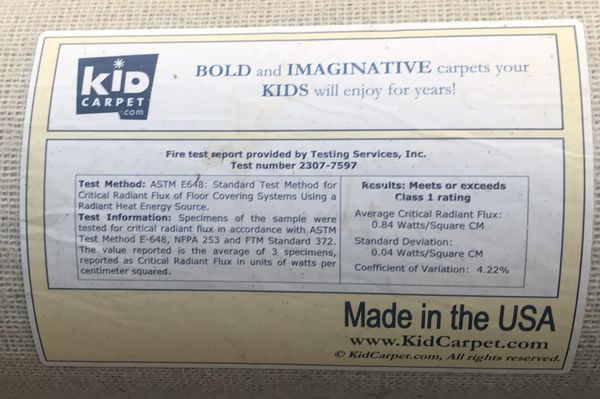 KID
CARPET
.com
BOLD and IMAGINATIVE carpets your
KIDS will enjoy for years!
Fire test report provided by Testing Services, Inc.
Test number 2307-7597
Test Method: ASTM E648: Standard Test Method for
Critical Radiant Flux of Floor Covering Systems Using a
Radiant Heat Energy Source.
Test Information: Specimens of the sample were
tested for critical radiant flux in accordance with ASTM
Test Method E-648, NFPA 253 and FTM Standard 372.
The value reported is the average of 3 specimens,
reported as Critical Radiant Flux in units of watts per
centimeter squared.
Results: Meets or exceeds
Class 1 rating
Average Critical Radiant Flux:
0.84 Watts/Square CM
Standard Deviation:
0.04 Watts/Square CM
Coefficient of Variation: 4.22%
Made in the USA
www.KidCarpet.com
© KidCarpet.com, All rights reserved.